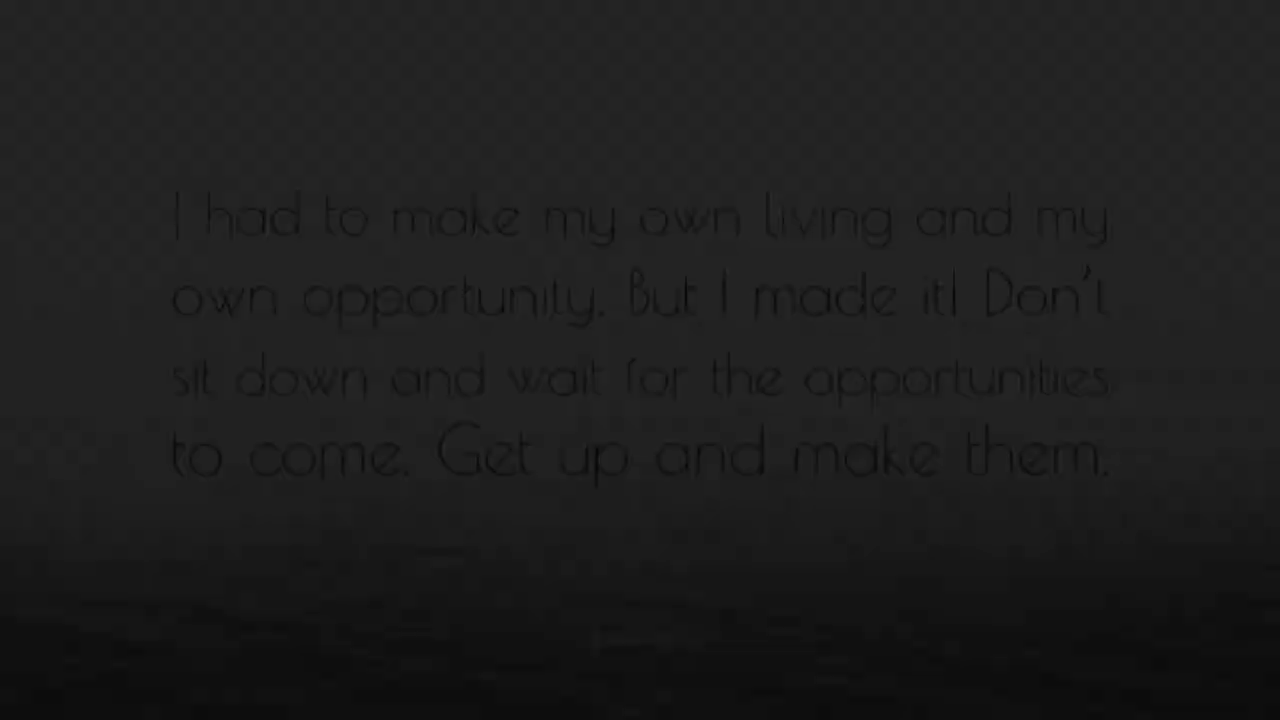 I had to make my own living and my
own opportunity. But I made it! Don't
sit down and wait for the opportunities
to come. Get up and make them.